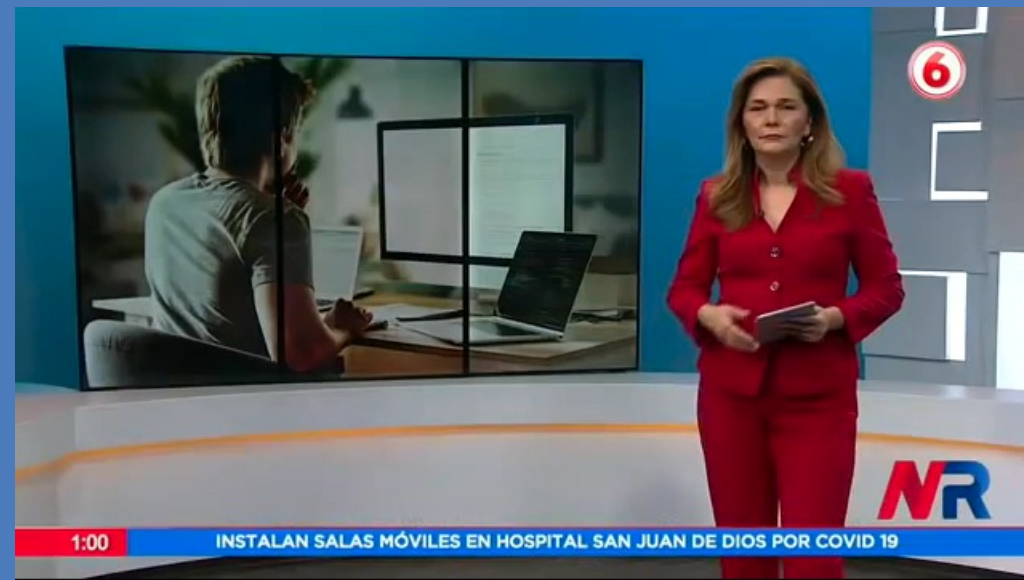 6
NR
1:00
INSTALAN SALAS MÓVILES EN HOSPITAL SAN JUAN DE DIOS POR COVID 19